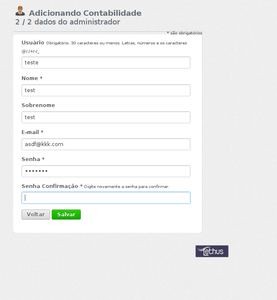 Adicionando Contabilidade
2 / 2 dados do administrador
* são obrigatórios
Usuário Obrigatório. 30 caracteres ou menos. Letras, números e os caracteres
@/./+/-/_
teste
Nome *
test
Sobrenome
test
E-mail *
asdf@kkk.com
Senha *
•••••••
Senha Confirmação * Digite novamente a senha para confirmar.
Voltar Salvar